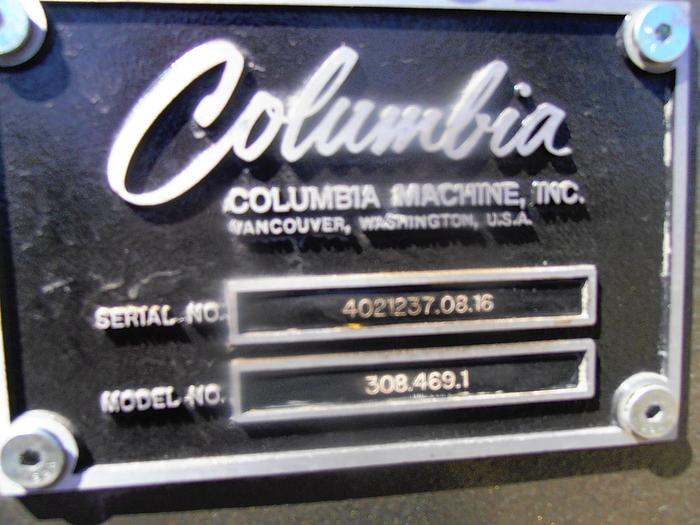 Columbia
COLUMBIA MACHINE, INC.
VANCOUVER, WASHINGTON, U.S.A.
SERIAL NO. 4021237.08.16
MODEL NO. 308.469.1